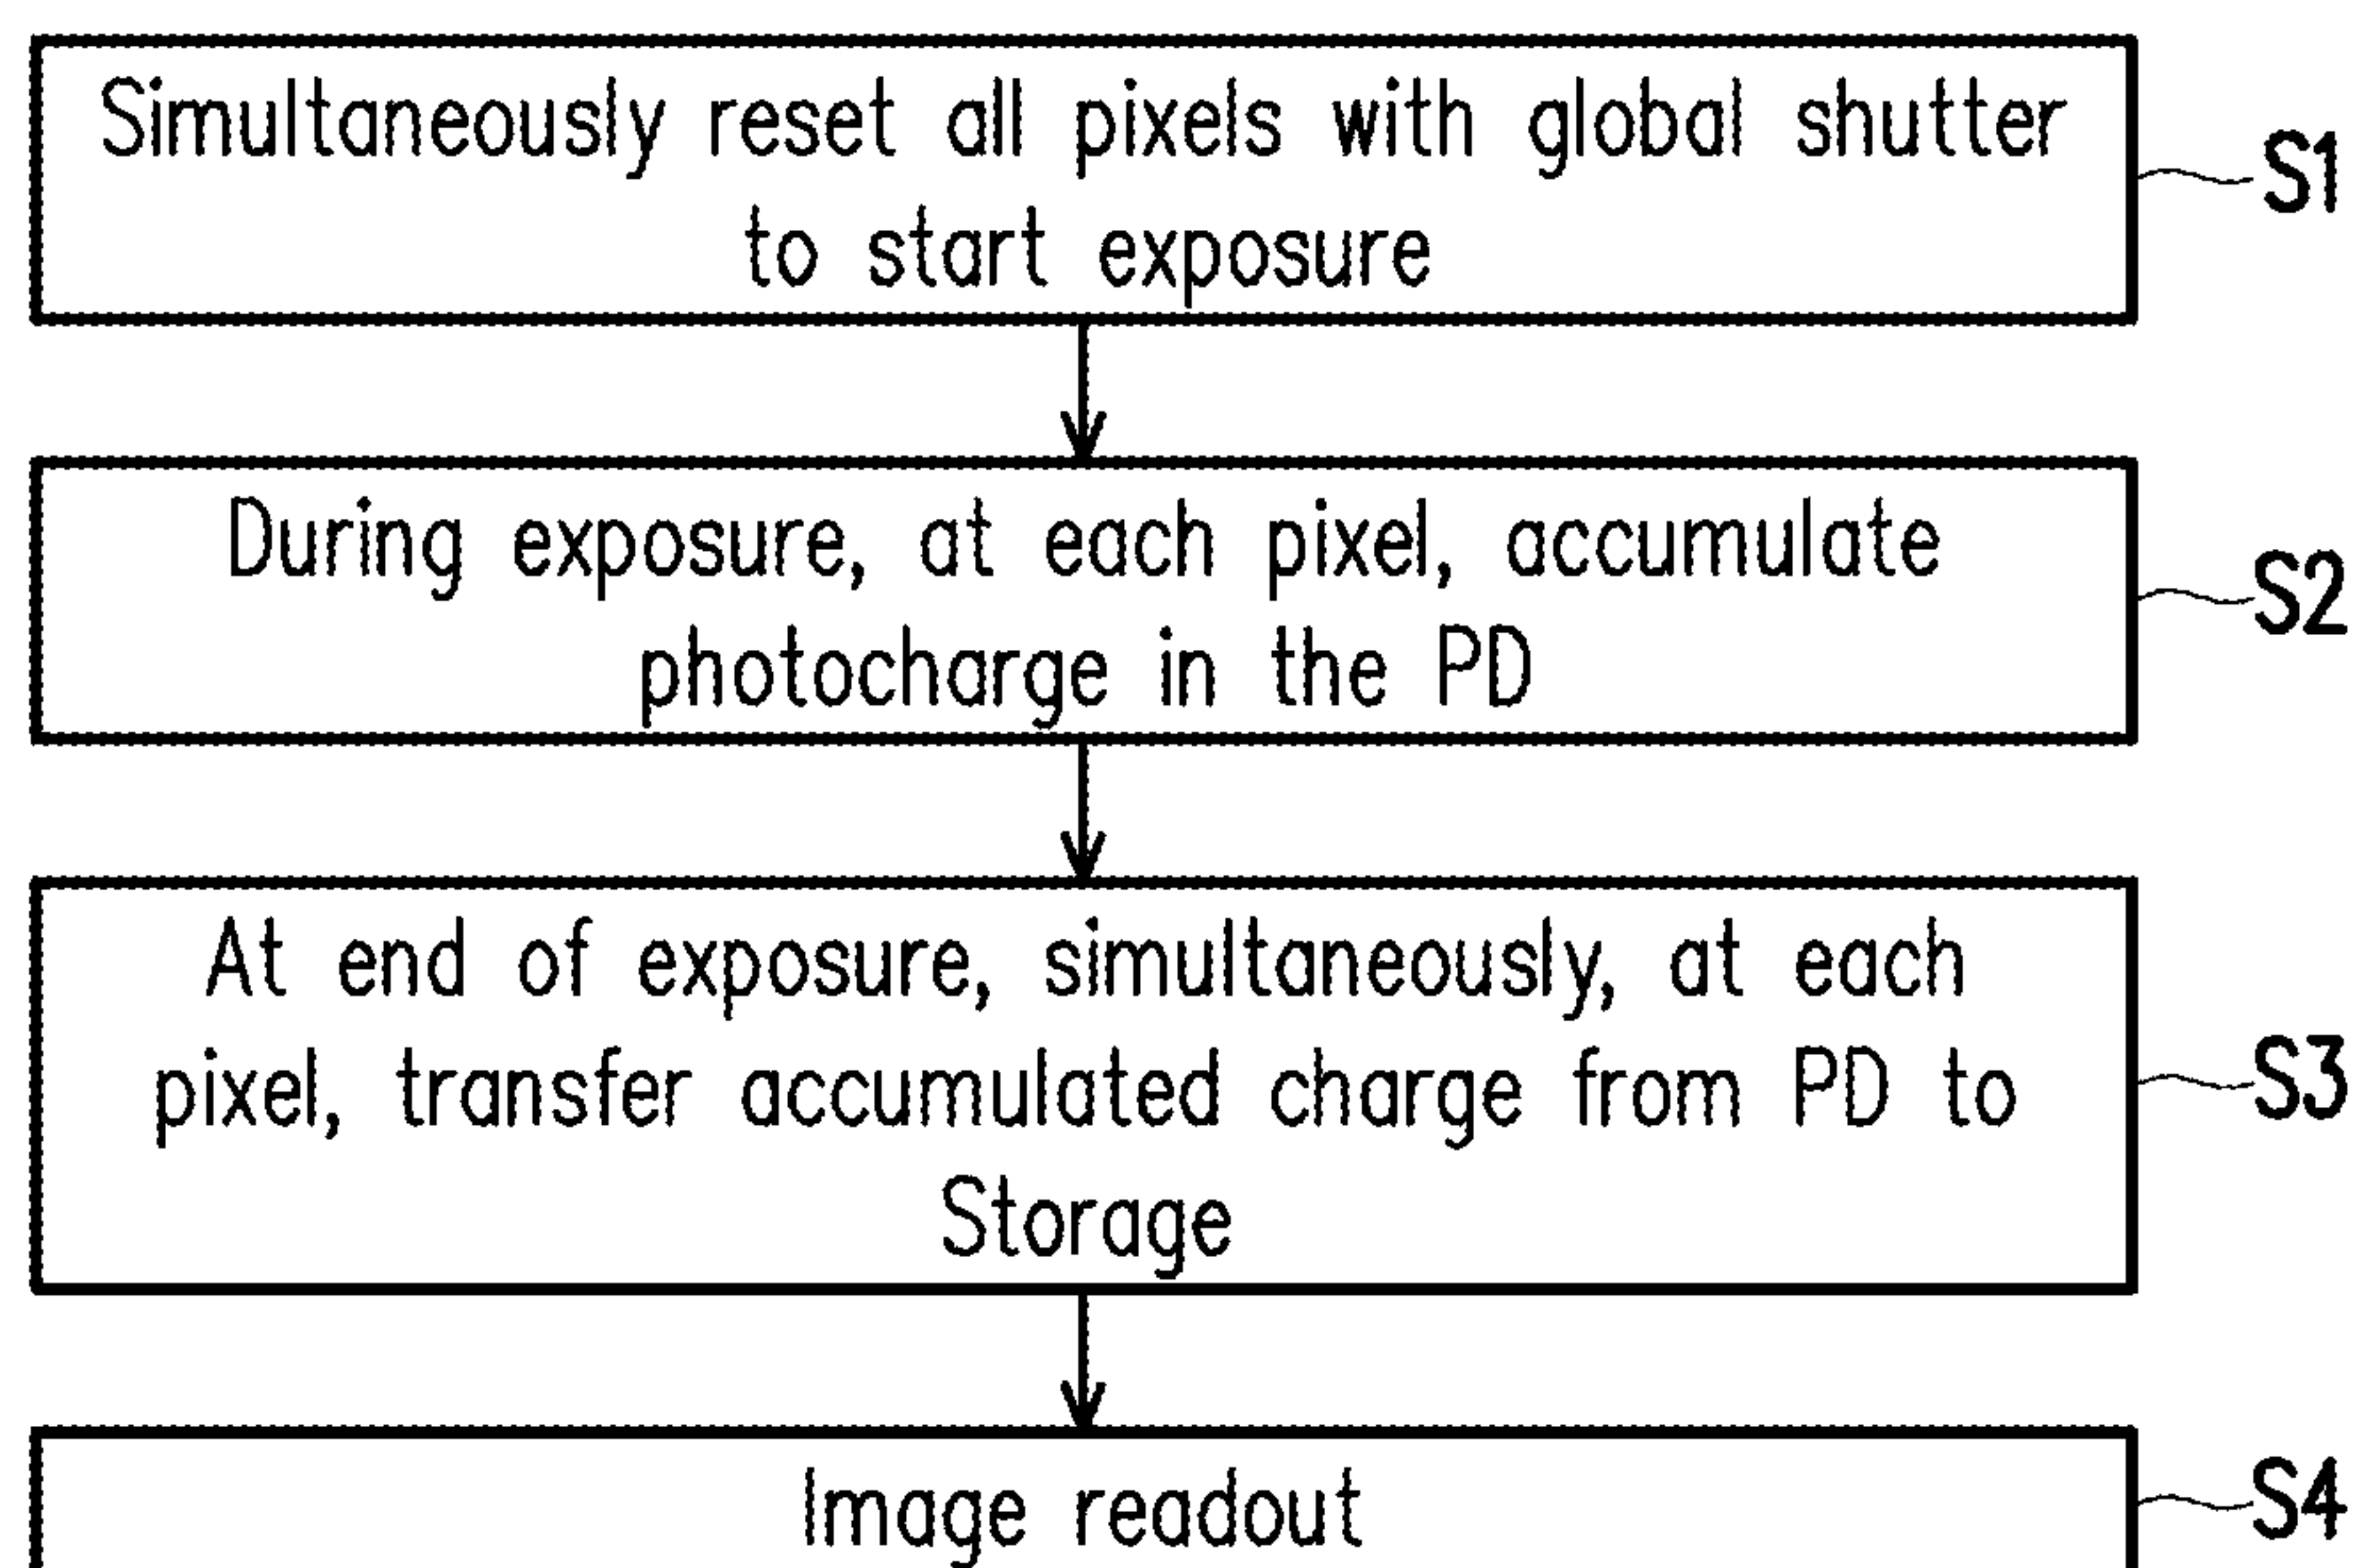 Simultaneously reset all pixels with global shutter
to start exposure
S1
During exposure, at each pixel, accumulate
photocharge in the PD
S2
At end of exposure, simultaneously, at each
pixel, transfer accumulated charge from PD to
Storage
S3
Image readout
S4